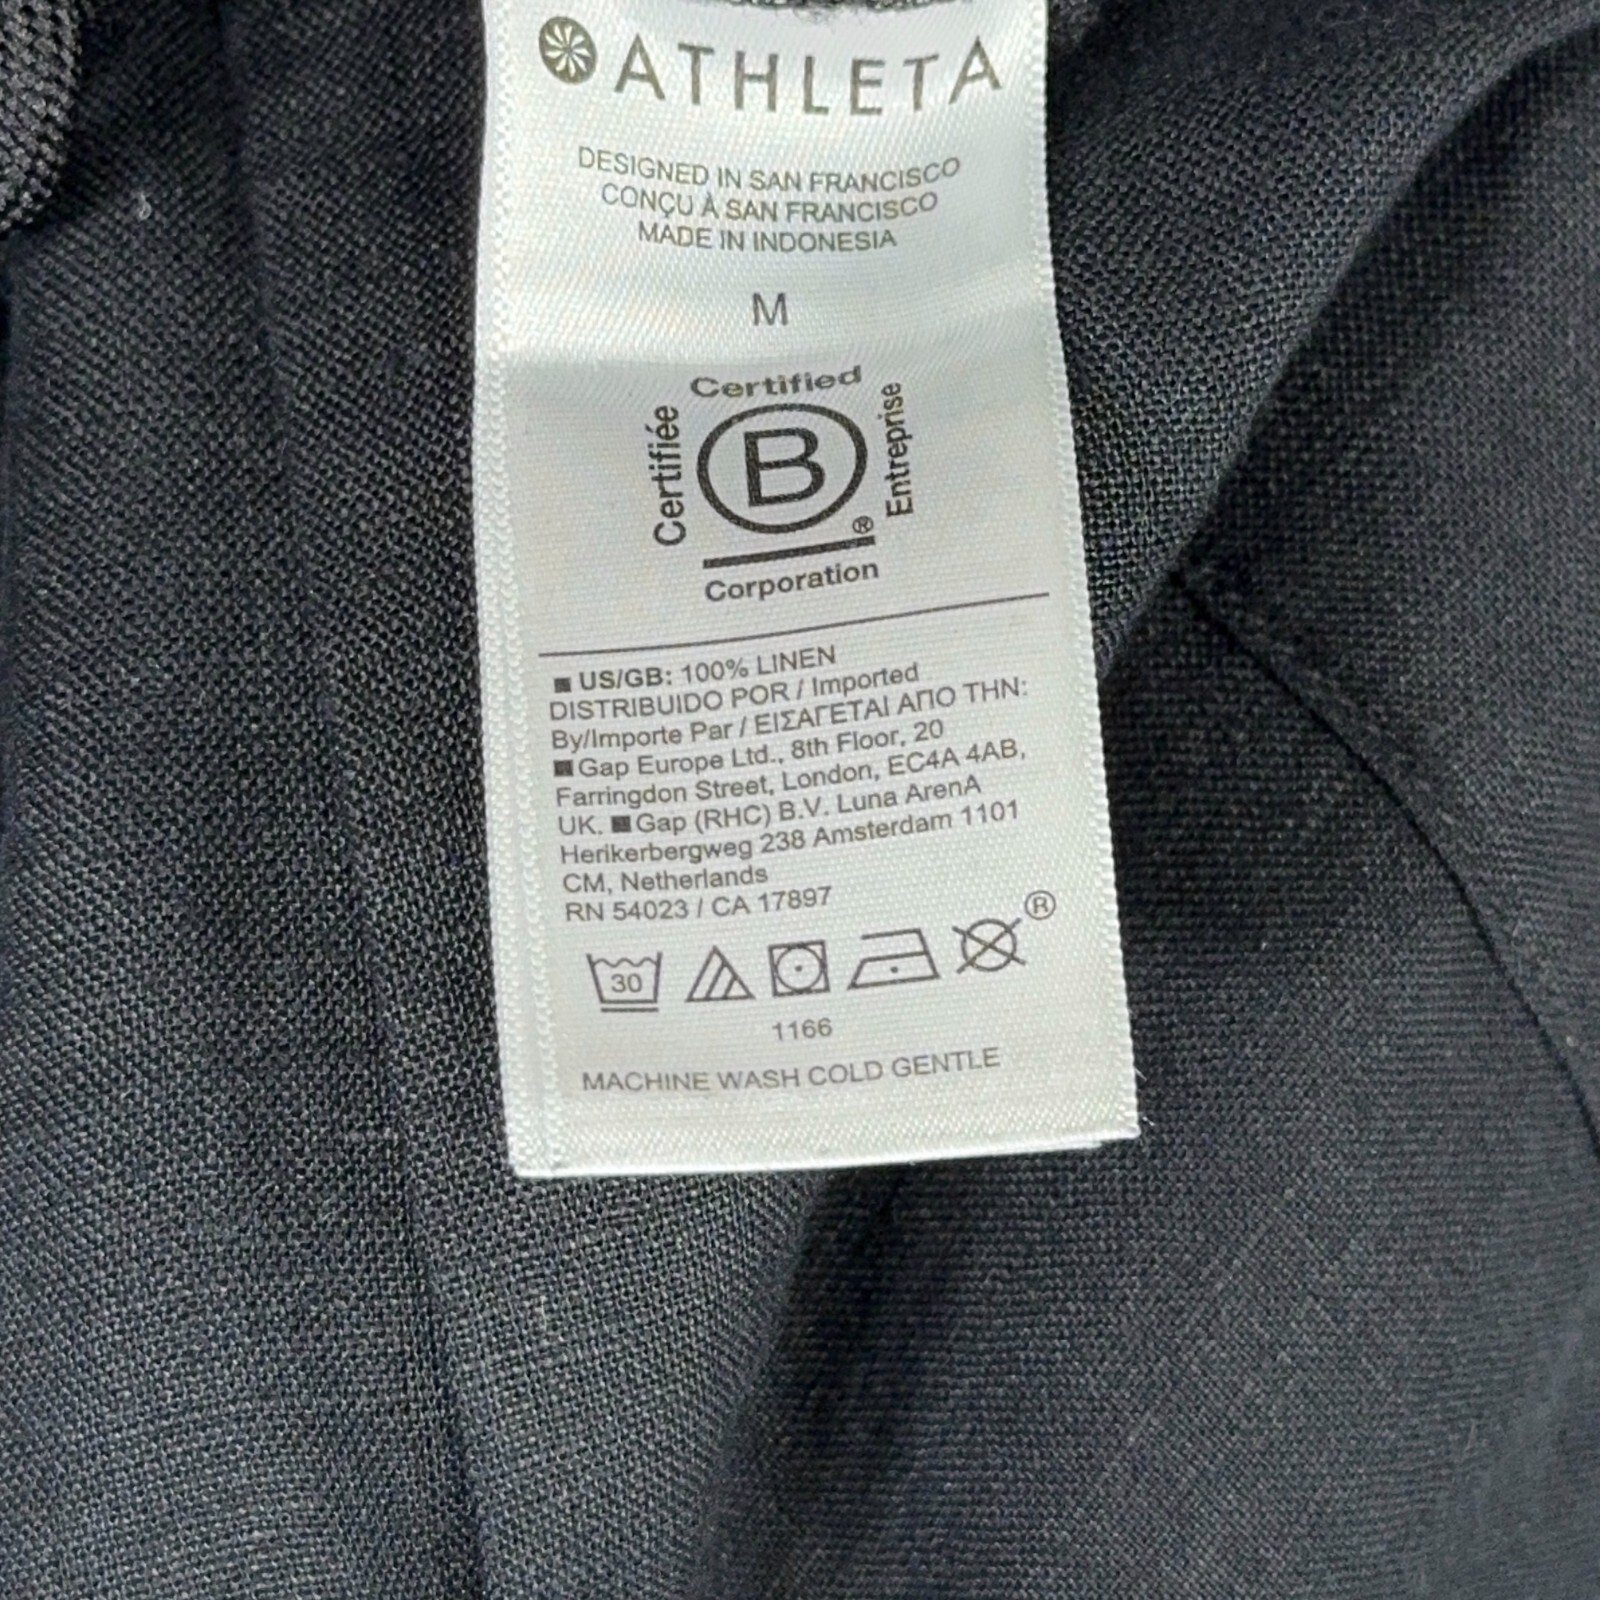 ATHLETA
DESIGNED IN SAN FRANCISCO
CONÇU À SAN FRANCISCO
MADE IN INDONESIA
M
Certified
Certifiée
B
Entreprise
®
Corporation
US/GB: 100% LINEN
DISTRIBUIDO POR / Imported
By/Importe Par / ΕΙΣΑΓΕΤΑΙ ΑΠΟ ΤΗΝ:
Gap Europe Ltd., 8th Floor, 20
Farringdon Street, London, EC4A 4AB,
UK. Gap (RHC) B.V. Luna ArenA
Herikerbergweg 238 Amsterdam 1101
CM, Netherlands
RN 54023 / CA 17897
30 ®
1166
MACHINE WASH COLD GENTLE